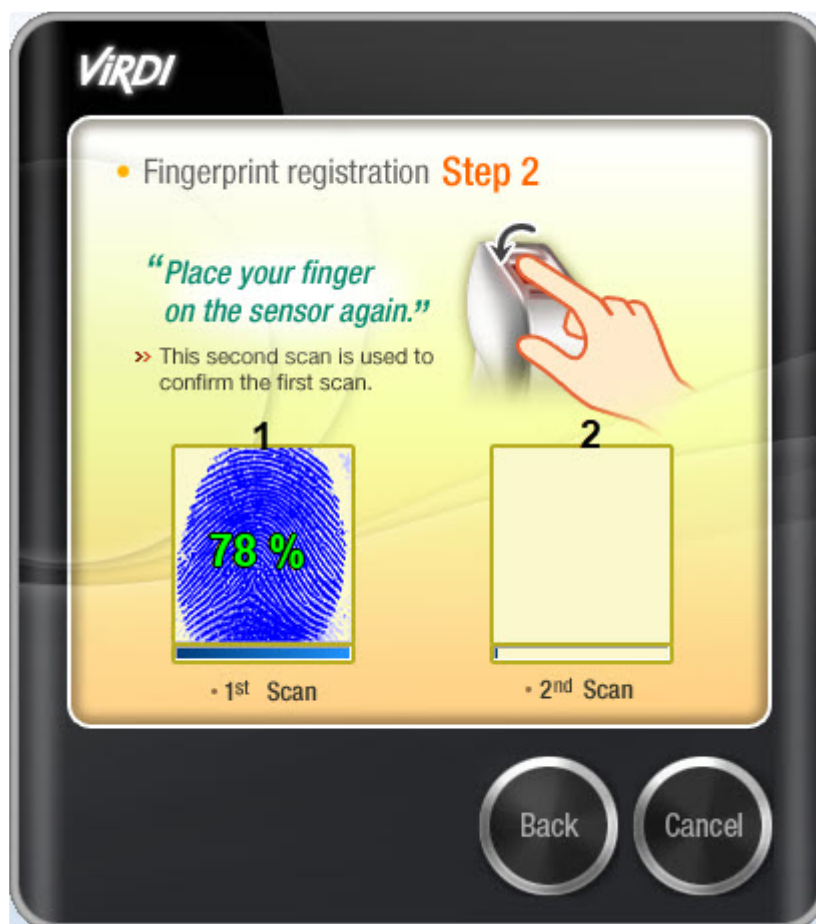 ViRDI
• Fingerprint registration Step 2
“Place your finger
on the sensor again.”
» This second scan is used to
confirm the first scan.
1
2
78 %
• 1st Scan
• 2nd Scan
Back
Cancel